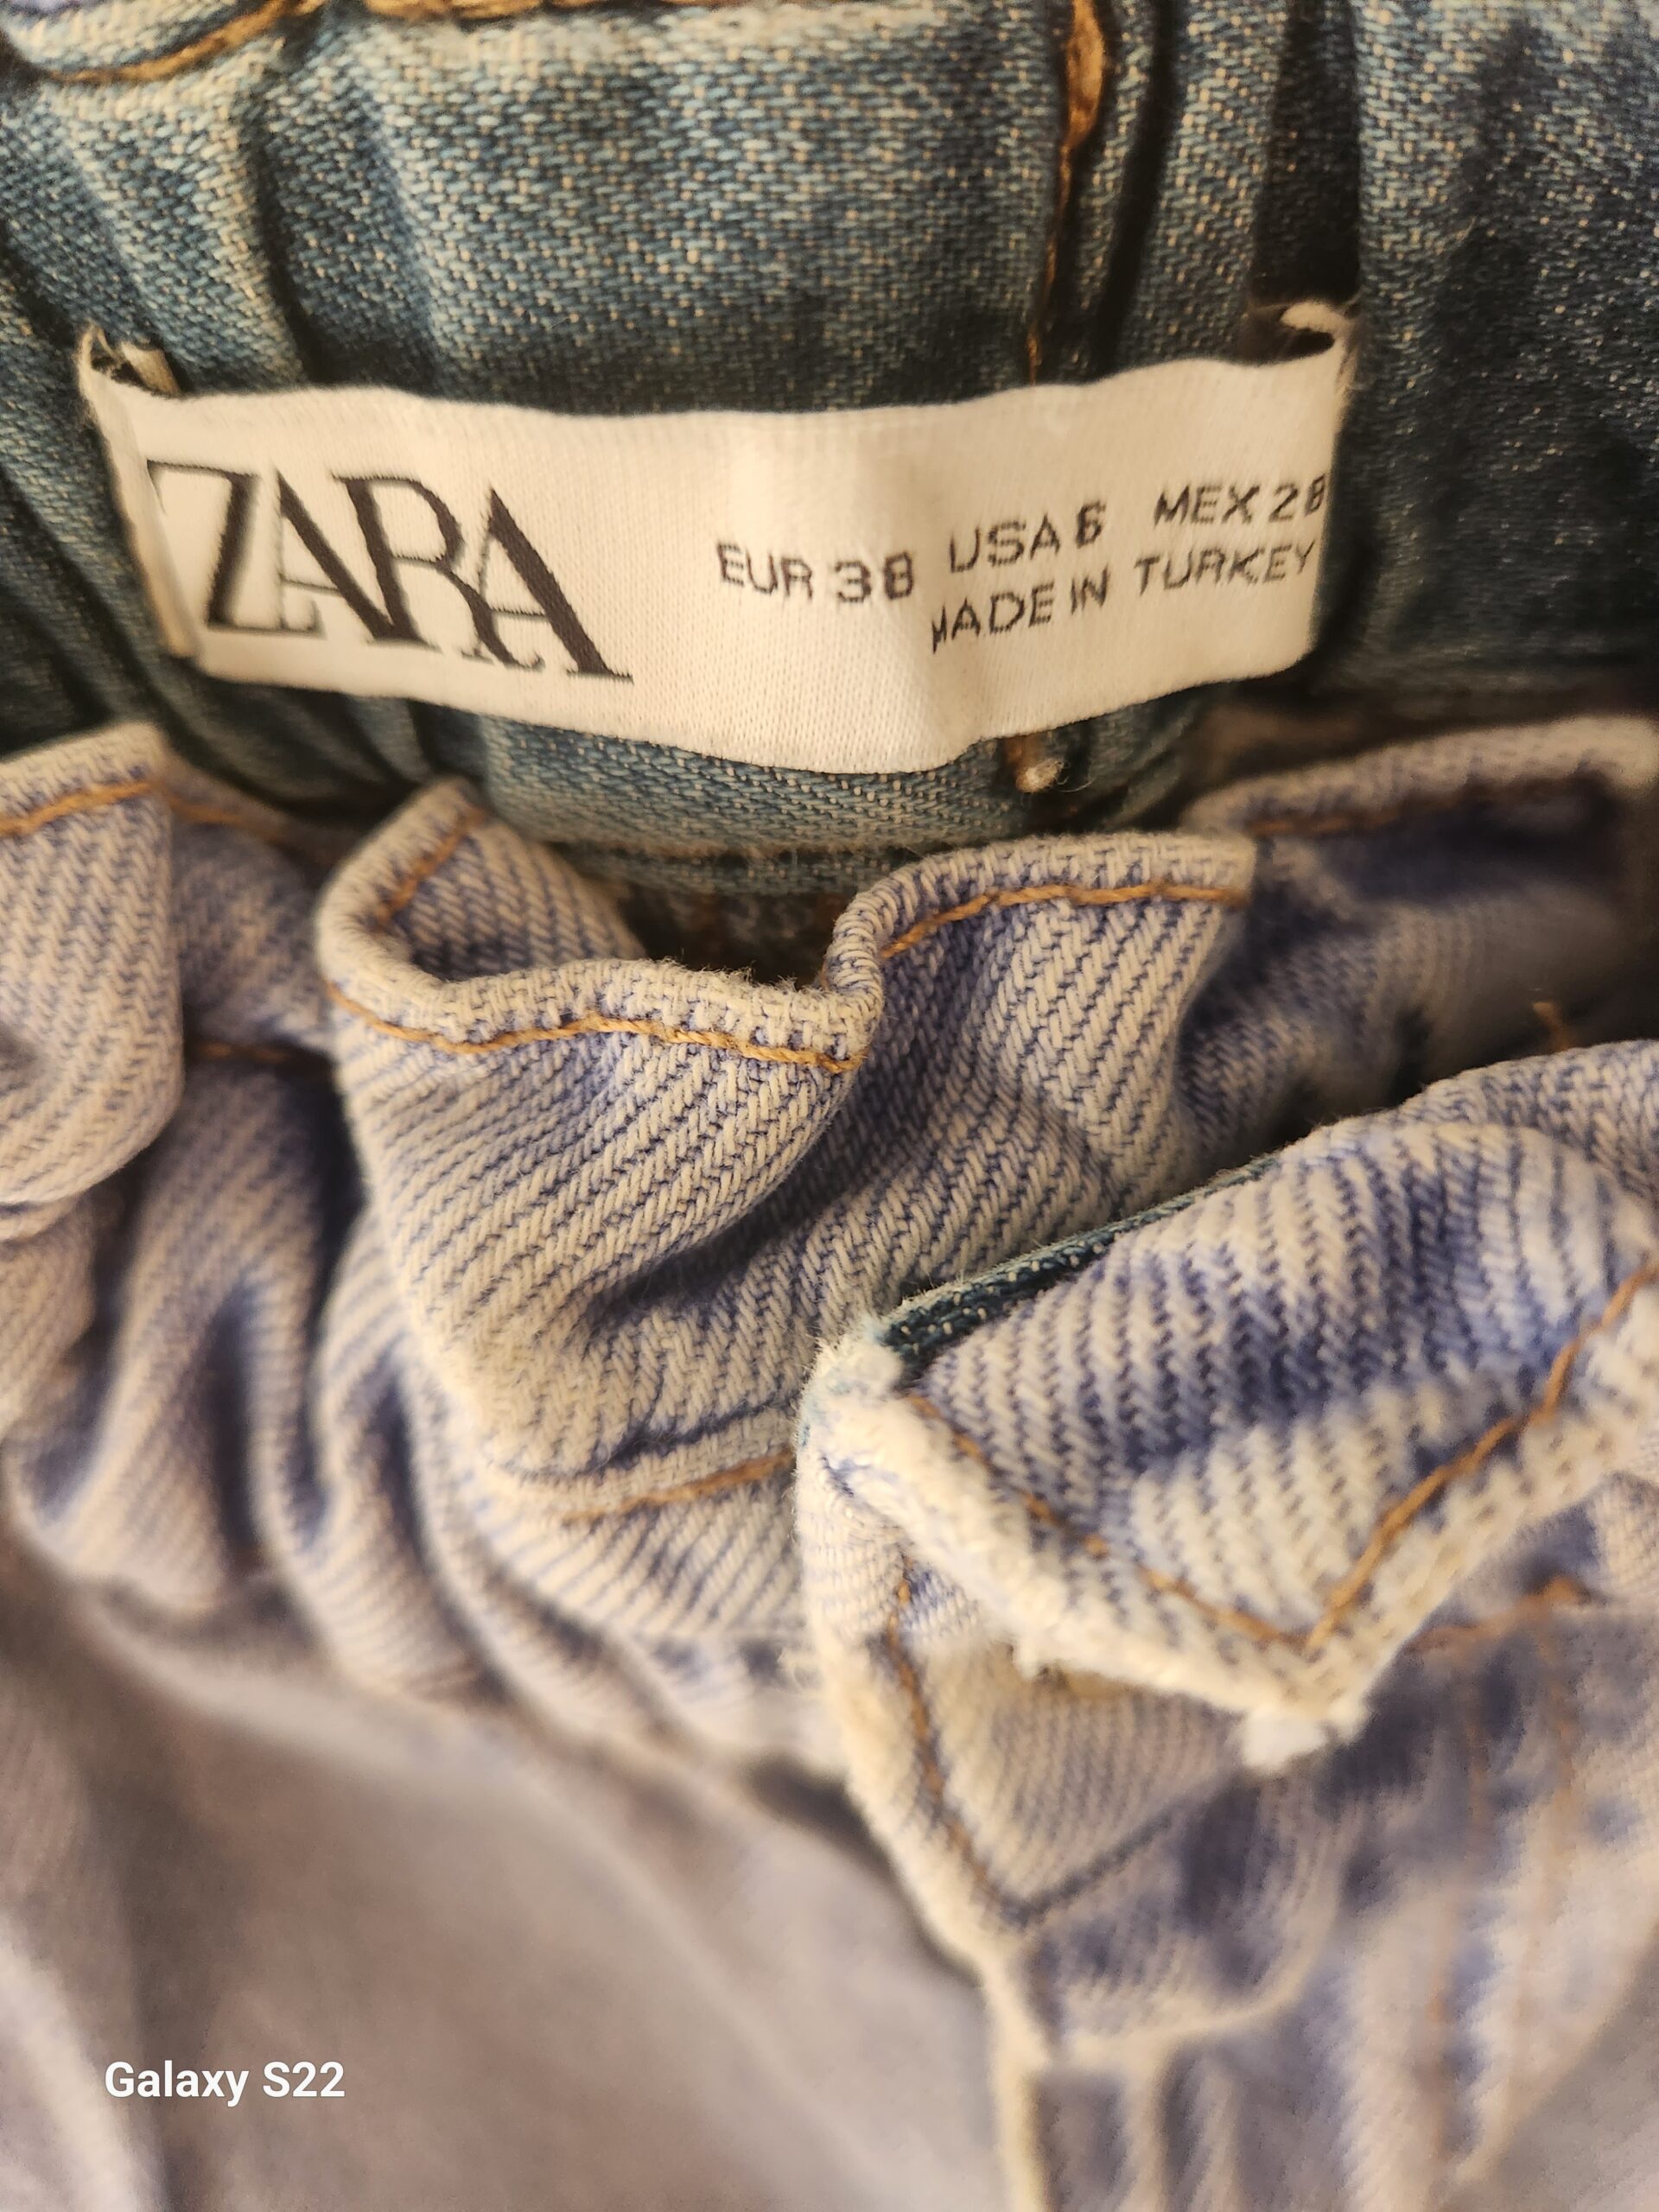 ZARA
EUR 38 USA 6 MEX 28
MADE IN TURKEY
Galaxy S22